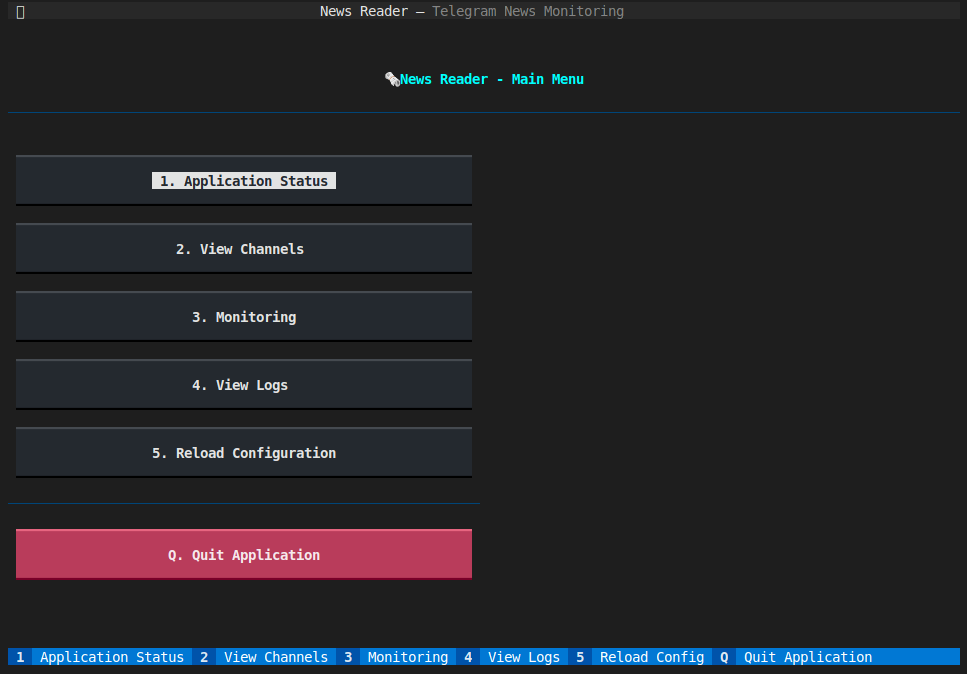 News Reader — Telegram News Monitoring
News Reader - Main Menu
1. Application Status
2. View Channels
3. Monitoring
4. View Logs
5. Reload Configuration
Q. Quit Application
1 Application Status 2 View Channels 3 Monitoring 4 View Logs 5 Reload Config Q Quit Application